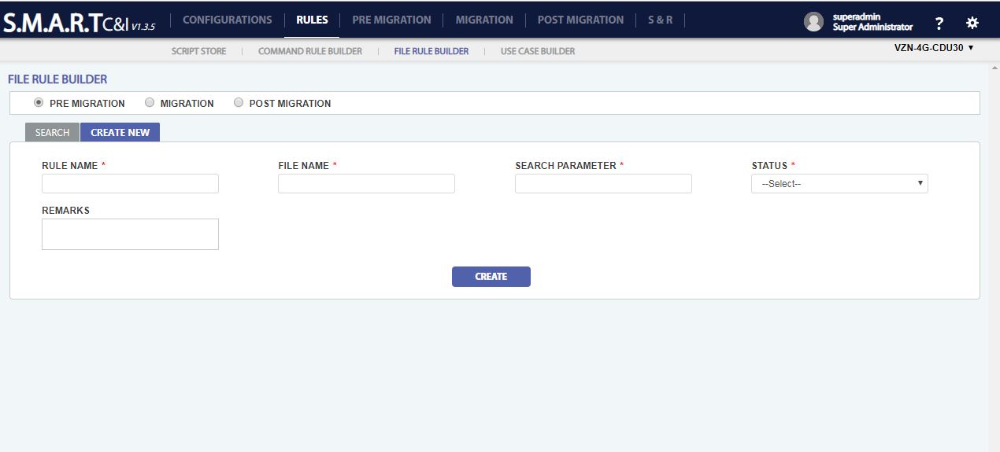 S.M.A.R.T C&I V1.3.5
CONFIGURATIONS RULES PRE MIGRATION MIGRATION POST MIGRATION S & R
superadmin
Super Administrator
?
SCRIPT STORE COMMAND RULE BUILDER FILE RULE BUILDER USE CASE BUILDER
VZN-4G-CDU30
FILE RULE BUILDER
PRE MIGRATION MIGRATION POST MIGRATION
SEARCH CREATE NEW
RULE NAME * FILE NAME * SEARCH PARAMETER * STATUS *
--Select--
REMARKS
CREATE